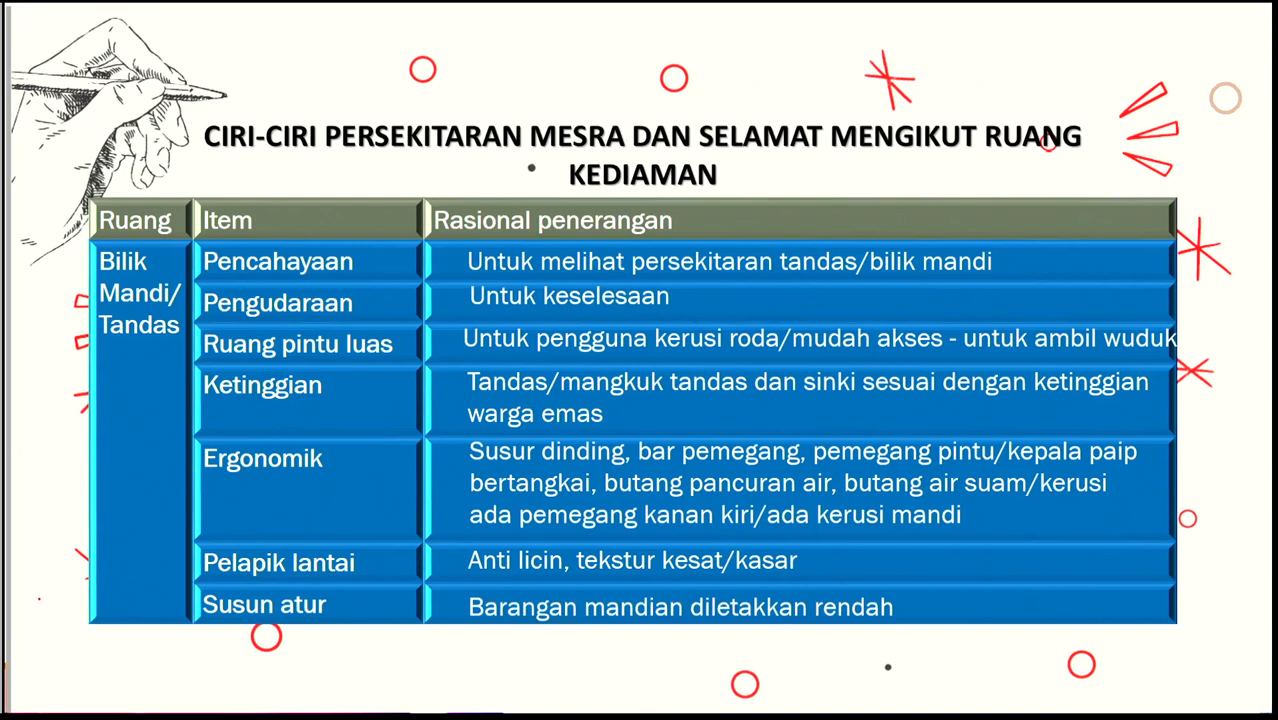 CIRI-CIRI PERSEKITARAN MESRA DAN SELAMAT MENGIKUT RUANG
KEDIAMAN
Ruang Item Rasional penerangan
Bilik
Mandi/
Tandas
Pencahayaan Untuk melihat persekitaran tandas/bilik mandi
Pengudaraan Untuk keselesaan
Ruang pintu luas Untuk pengguna kerusi roda/mudah akses - untuk ambil wuduk
Ketinggian Tandas/mangkuk tandas dan sinki sesuai dengan ketinggian
warga emas
Ergonomik Susur dinding, bar pemegang, pemegang pintu/kepala paip
bertangkai, butang pancuran air, butang air suam/kerusi
ada pemegang kanan kiri/ada kerusi mandi
Pelapik lantai Anti licin, tekstur kesat/kasar
Susun atur Barangan mandian diletakkan rendah